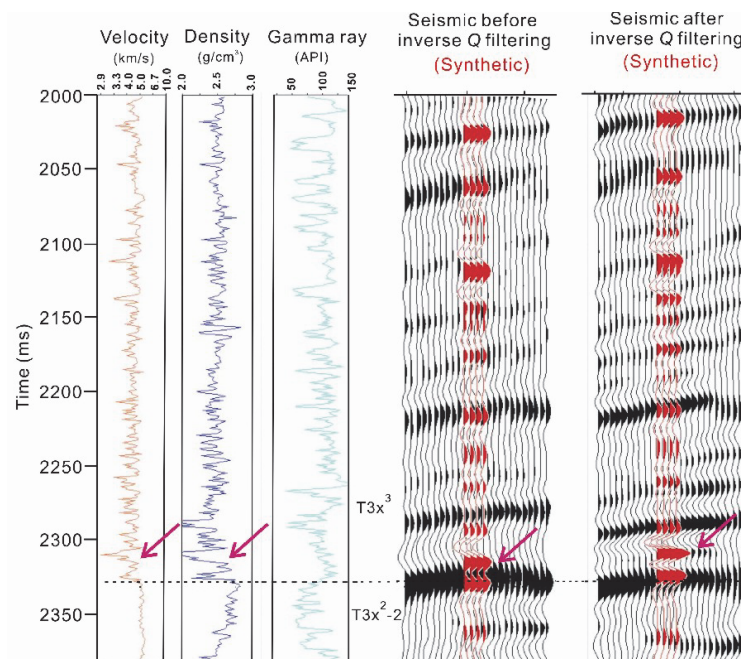 Velocity
(km/s)
2.9
3.3
4.0
5.0
6.7
10.0
Density
(g/cm³)
2.0
2.5
3.0
Gamma ray
(API)
50
100
150
Seismic before
inverse Q filtering
(Synthetic)
Seismic after
inverse Q filtering
(Synthetic)
Time (ms)
2000
2050
2100
2150
2200
2250
2300
2350
T3x³
T3x²-2